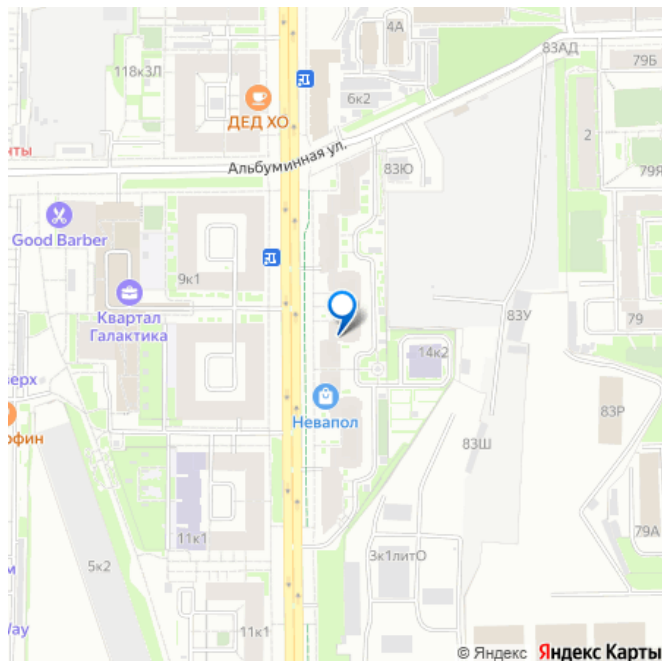 4А
83АД
79Б
118к3Л
6к2
ДЕД ХО
нты
Альбуминная ул.
2
83Ю
79Я
Good Barber
9к1
Квартал
Галактика
83У
79
14к2
верх
Невапол
офин
83Р
83Ш
11к1
79А
5к2
3к1литО
м
Way
11к1
© Яндекс Яндекс Карты